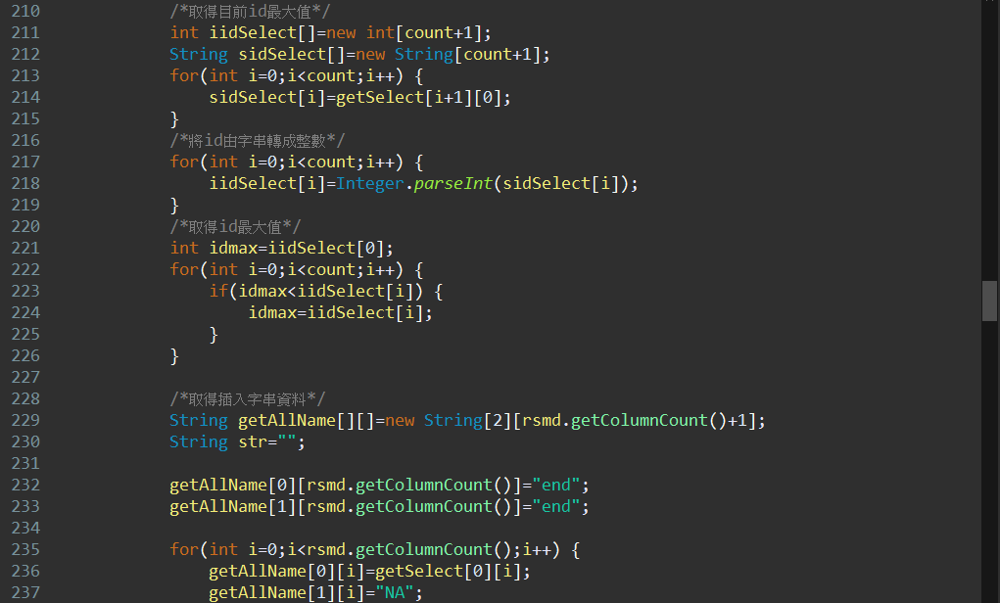 210 /*取得目前id最大值*/
211 int iidSelect[]=new int[count+1];
212 String sidSelect[]=new String[count+1];
213 for(int i=0;i<count;i++) {
214 sidSelect[i]=getSelect[i+1][0];
215 }
216 /*將id由字串轉成整數*/
217 for(int i=0;i<count;i++) {
218 iidSelect[i]=Integer.parseInt(sidSelect[i]);
219 }
220 /*取得id最大值*/
221 int idmax=iidSelect[0];
222 for(int i=0;i<count;i++) {
223 if(idmax<iidSelect[i]) {
224 idmax=iidSelect[i];
225 }
226 }
227
228 /*取得插入字串資料*/
229 String getAllName[][]=new String[2][rsmd.getColumnCount()+1];
230 String str="";
231
232 getAllName[0][rsmd.getColumnCount()]="end";
233 getAllName[1][rsmd.getColumnCount()]="end";
234
235 for(int i=0;i<rsmd.getColumnCount();i++) {
236 getAllName[0][i]=getSelect[0][i];
237 getAllName[1][i]="NA";